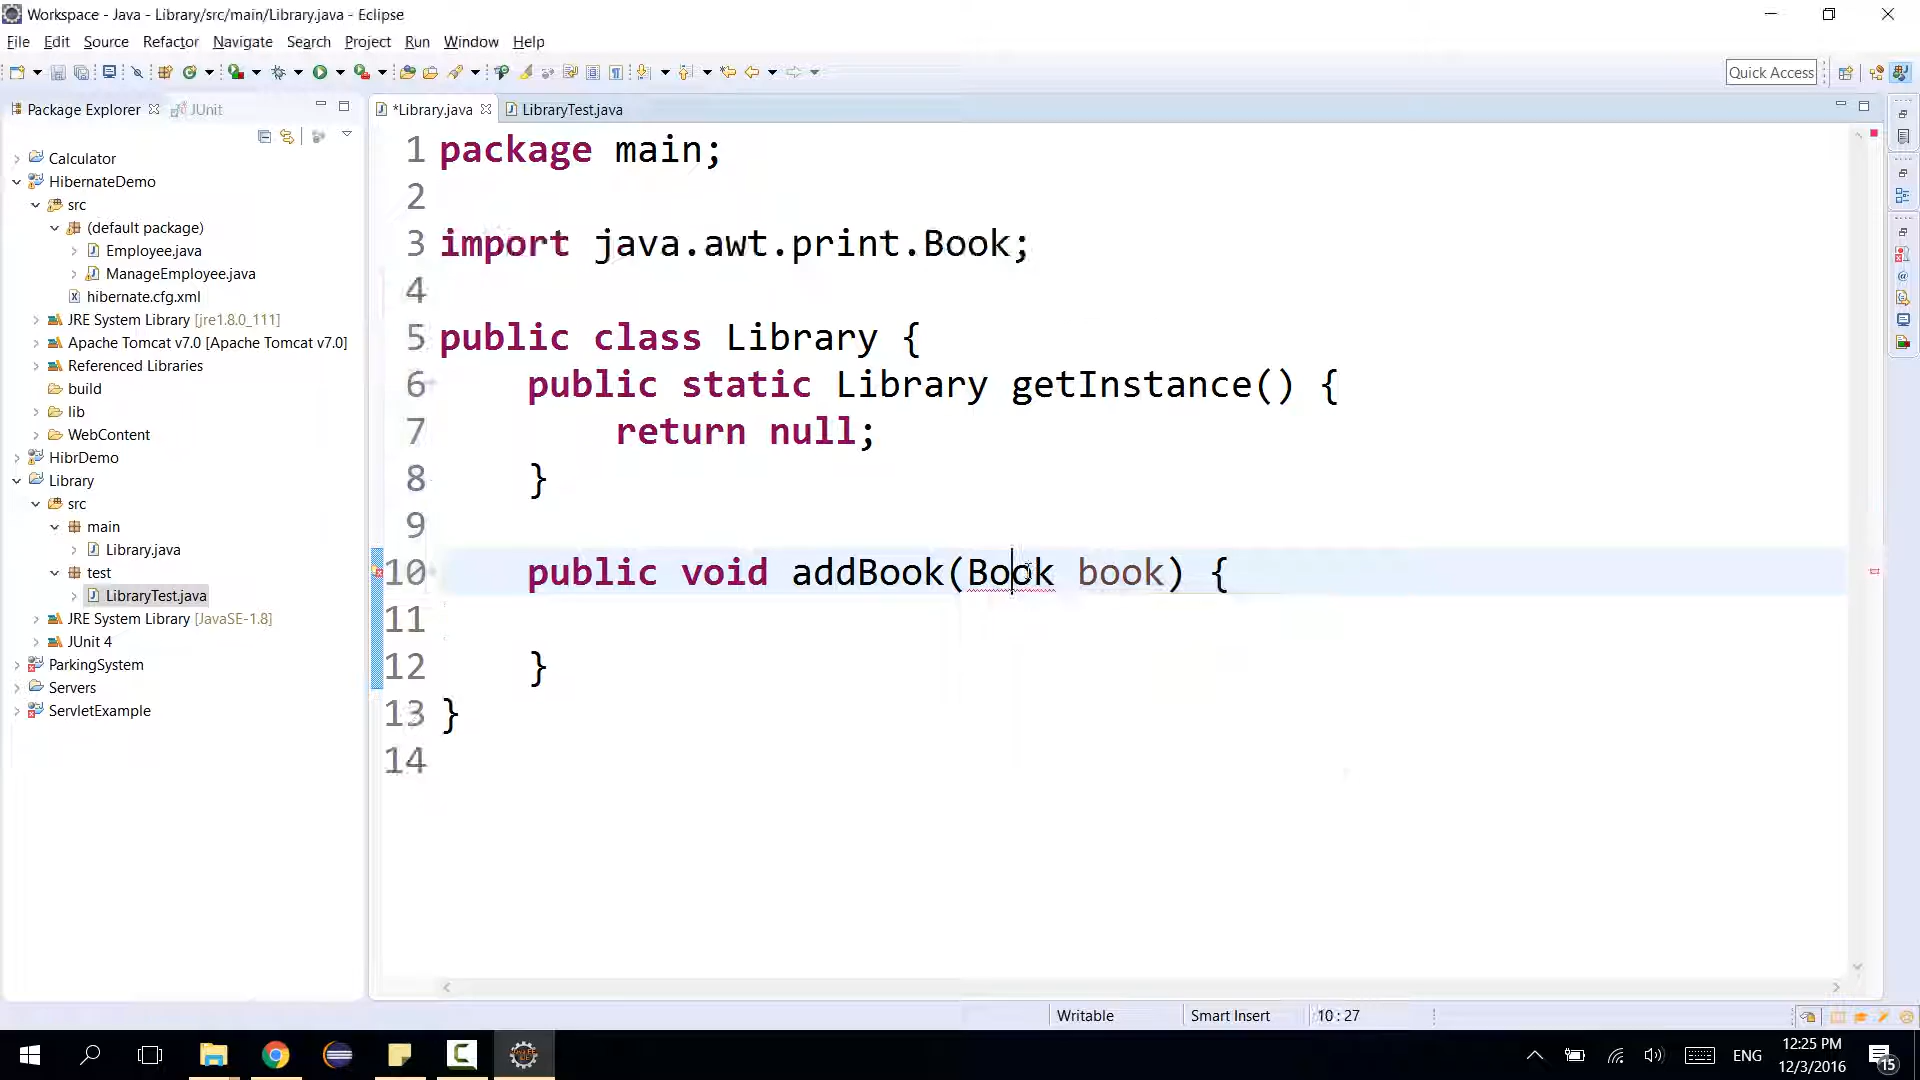 Workspace - Java - Library/src/main/Library.java - Eclipse
File Edit Source Refactor Navigate Search Project Run Window Help
Quick Access
Package Explorer JUnit
*Library.java LibraryTest.java
Calculator
HibernateDemo
src
(default package)
Employee.java
ManageEmployee.java
hibernate.cfg.xml
JRE System Library [jre1.8.0_111]
Apache Tomcat v7.0 [Apache Tomcat v7.0]
Referenced Libraries
build
lib
WebContent
HibrDemo
Library
src
main
Library.java
test
LibraryTest.java
JRE System Library [JavaSE-1.8]
JUnit 4
ParkingSystem
Servers
ServletExample
1 package main;
2
3 import java.awt.print.Book;
4
5 public class Library {
6 public static Library getInstance() {
7 return null;
8 }
9
10 public void addBook(Book book) {
11
12 }
13 }
14
Writable Smart Insert 10 : 27
ENG
12:25 PM
12/3/2016
15